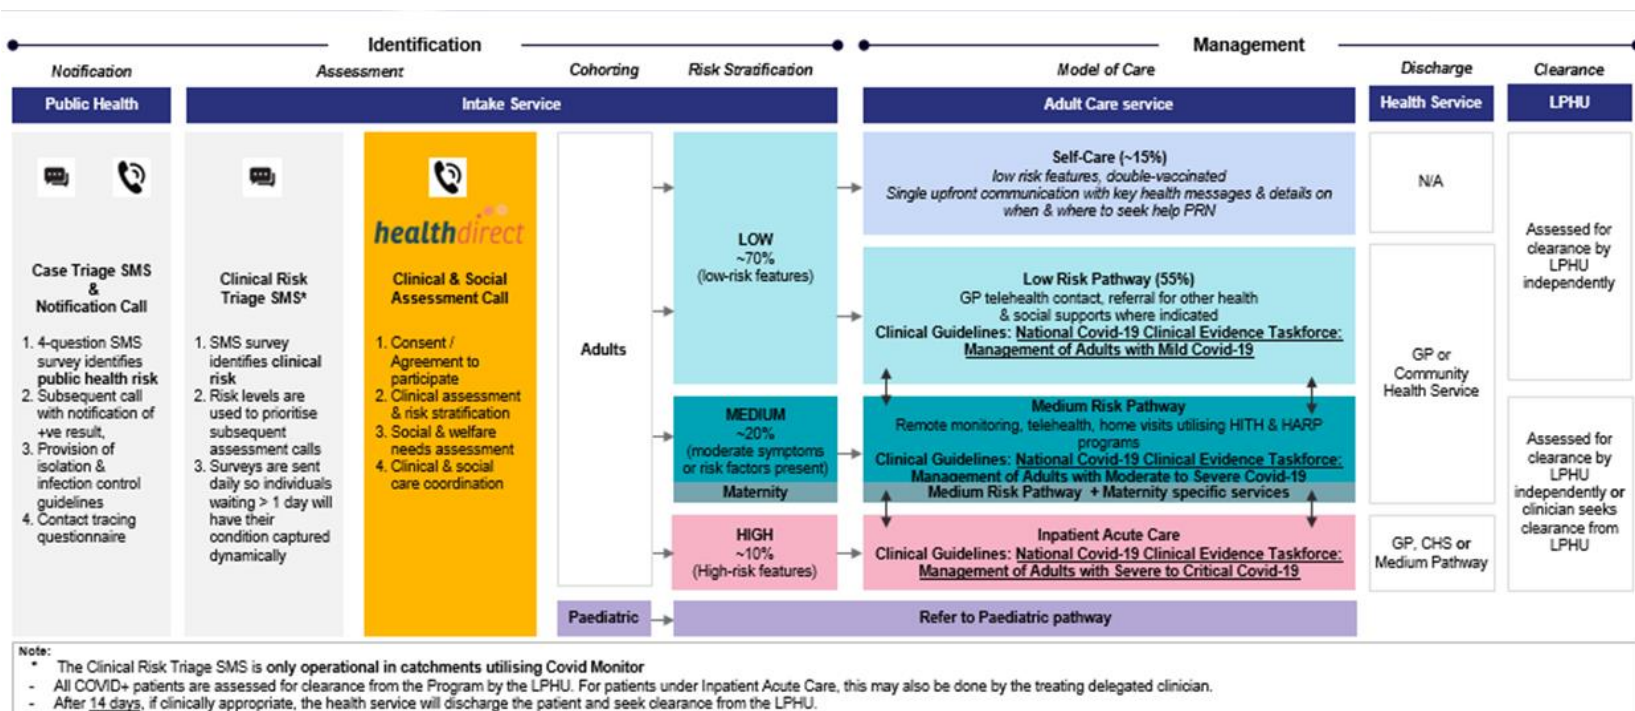 Identification
Management
Notification
Assessment
Cohorting
Risk Stratification
Model of Care
Discharge
Clearance
Public Health
Intake Service
Adult Care service
Health Service
LPHU
Case Triage SMS
&
Notification Call
1. 4-question SMS
survey identifies
public health risk
2. Subsequent call
with notification of
+ve result,
3. Provision of
isolation &
infection control
guidelines
4. Contact tracing
questionnaire
Clinical Risk
Triage SMS*
1. SMS survey
identifies clinical
risk
2. Risk levels are
used to prioritise
subsequent
assessment calls
3. Surveys are sent
daily so individuals
waiting > 1 day will
have their
condition captured
dynamically
healthdirect
Clinical & Social
Assessment Call
1. Consent /
Agreement to
participate
2. Clinical assessment
& risk stratification
3. Social & welfare
needs assessment
4. Clinical & social
care coordination
Adults
Paediatric
LOW
~70%
(low-risk features)
MEDIUM
~20%
(moderate symptoms
or risk factors present)
Maternity
HIGH
~10%
(High-risk features)
Self-Care (~15%)
low risk features, double-vaccinated
Single upfront communication with key health messages & details on
when & where to seek help PRN
Low Risk Pathway (55%)
GP telehealth contact, referral for other health
& social supports where indicated
Clinical Guidelines: National Covid-19 Clinical Evidence Taskforce:
Management of Adults with Mild Covid-19
Medium Risk Pathway
Remote monitoring, telehealth, home visits utilising HITH & HARP
programs
Clinical Guidelines: National Covid-19 Clinical Evidence Taskforce:
Management of Adults with Moderate to Severe Covid-19
Medium Risk Pathway + Maternity specific services
Inpatient Acute Care
Clinical Guidelines: National Covid-19 Clinical Evidence Taskforce:
Management of Adults with Severe to Critical Covid-19
Refer to Paediatric pathway
N/A
GP or
Community
Health Service
GP, CHS or
Medium Pathway
Assessed for
clearance by
LPHU
independently
Assessed for
clearance by
LPHU
independently or
clinician seeks
clearance from
LPHU
Note:
* The Clinical Risk Triage SMS is only operational in catchments utilising Covid Monitor
- All COVID+ patients are assessed for clearance from the Program by the LPHU. For patients under Inpatient Acute Care, this may also be done by the treating delegated clinician.
- After 14 days, if clinically appropriate, the health service will discharge the patient and seek clearance from the LPHU.